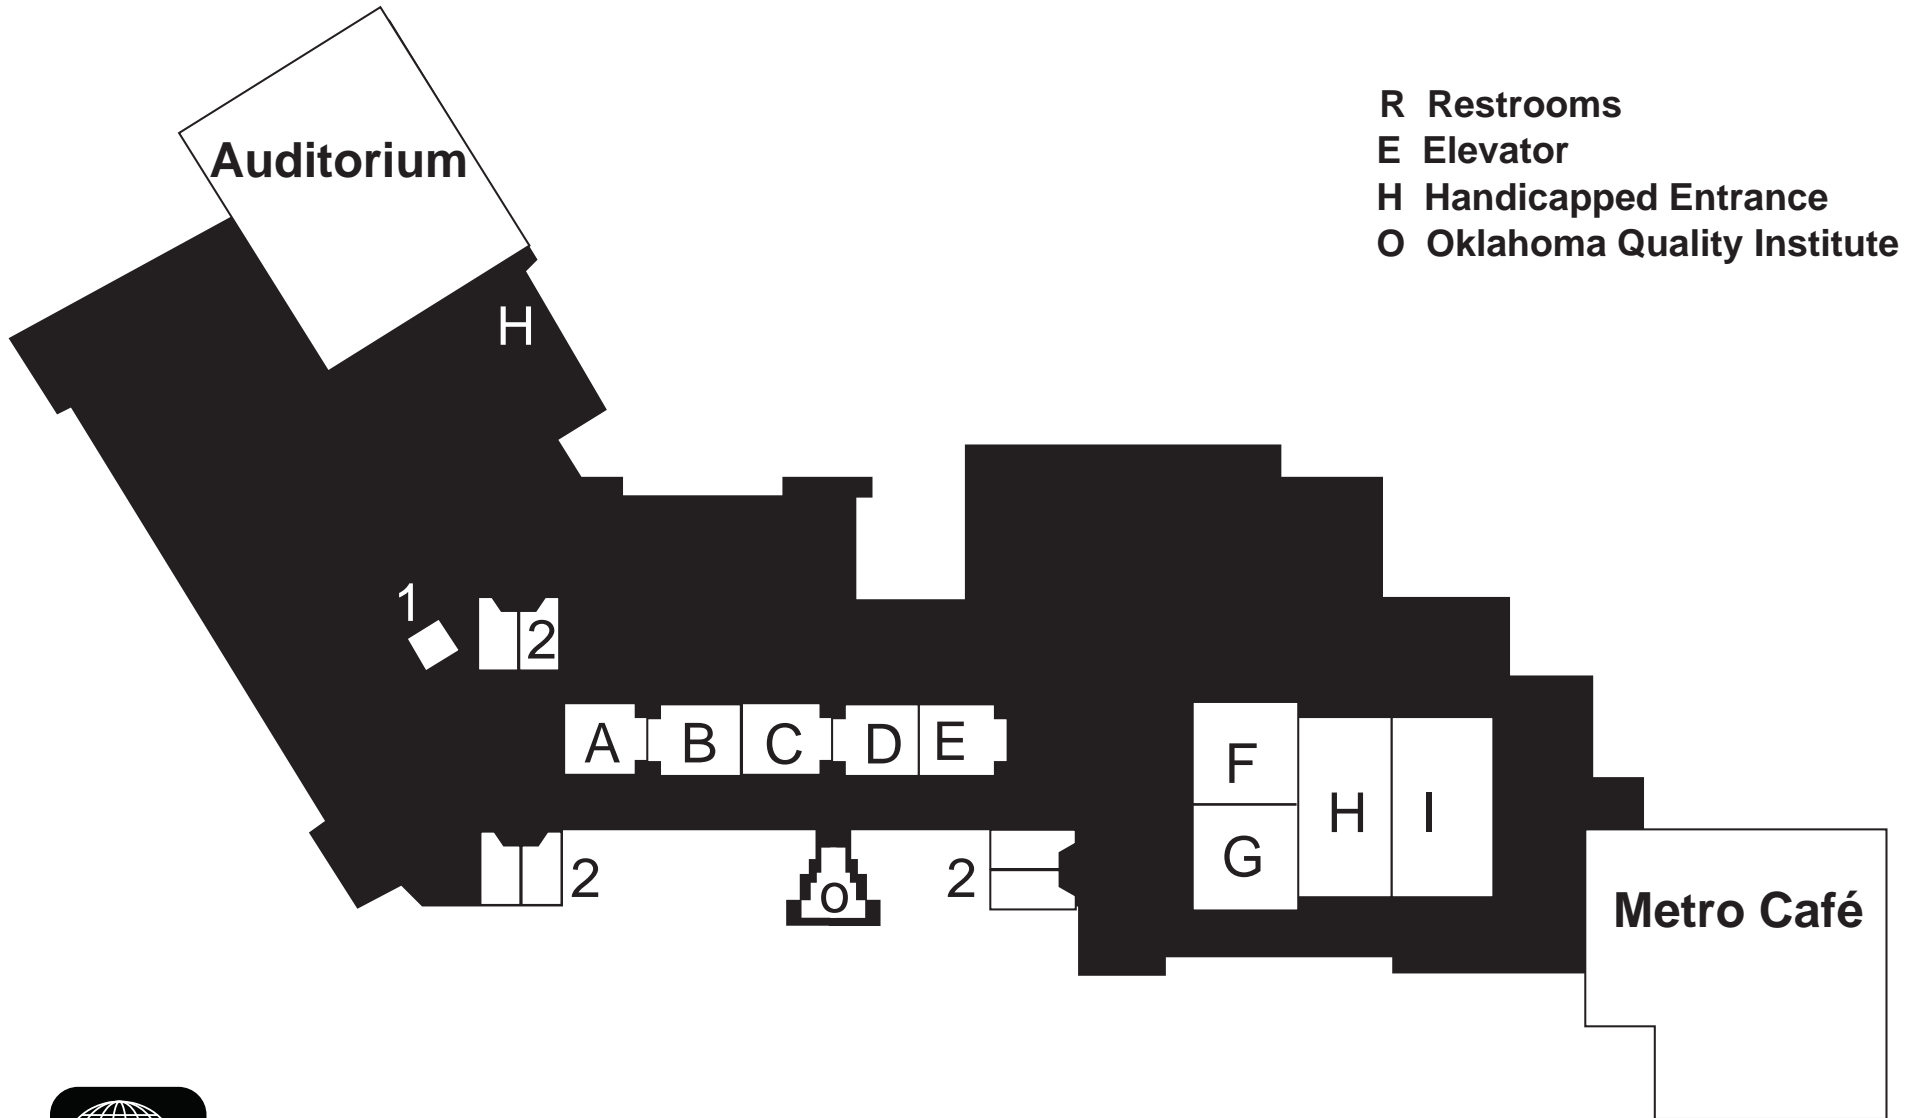 Auditorium
R Restrooms
E Elevator
H Handicapped Entrance
O Oklahoma Quality Institute
H
1
2
A B C D E
F
H I
G
2
O
2
Metro Café